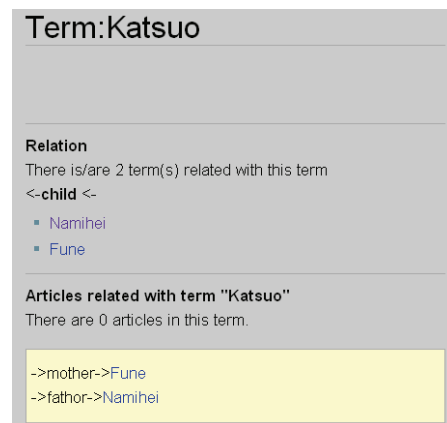 Term:Katsuo
Relation
There is/are 2 term(s) related with this term
<-child <-
Namihei
Fune
Articles related with term "Katsuo"
There are 0 articles in this term.
->mother->Fune
->fathor->Namihei